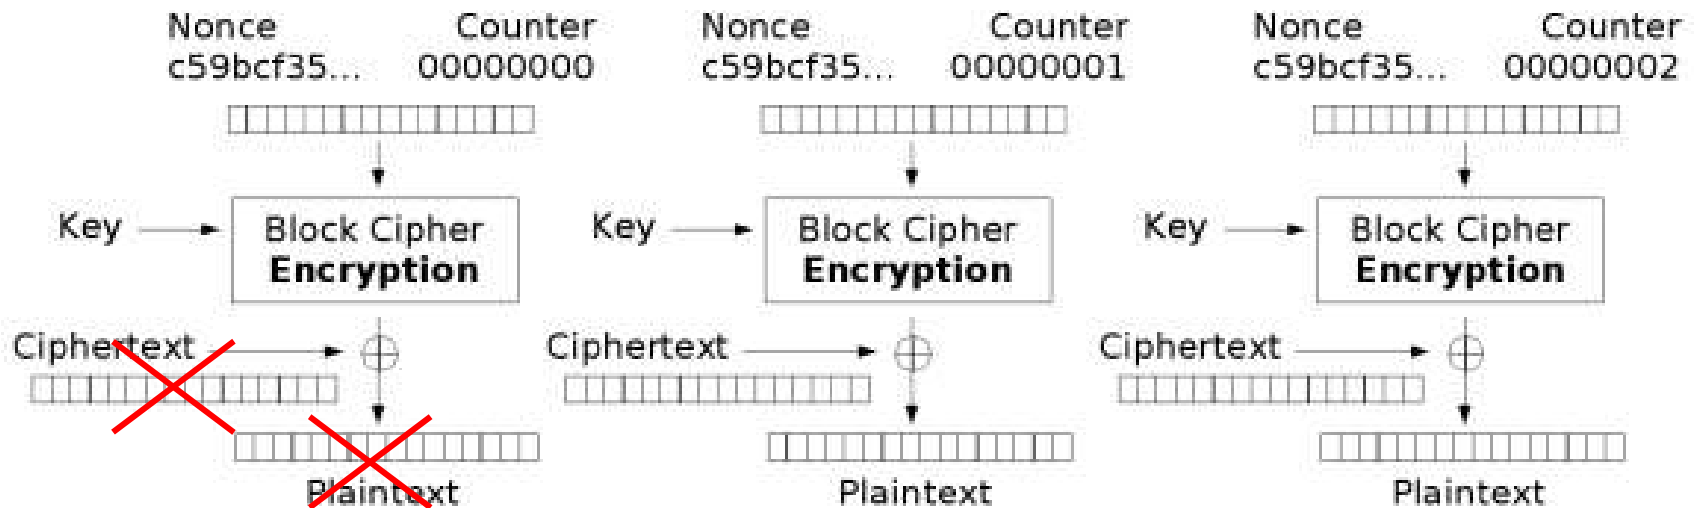 Nonce Counter Nonce Counter Nonce Counter
c59bcf35... 00000000 c59bcf35... 00000001 c59bcf35... 00000002
Key Block Cipher Key Block Cipher Key Block Cipher
Encryption Encryption Encryption
Ciphertext Ciphertext Ciphertext
Plaintext Plaintext Plaintext